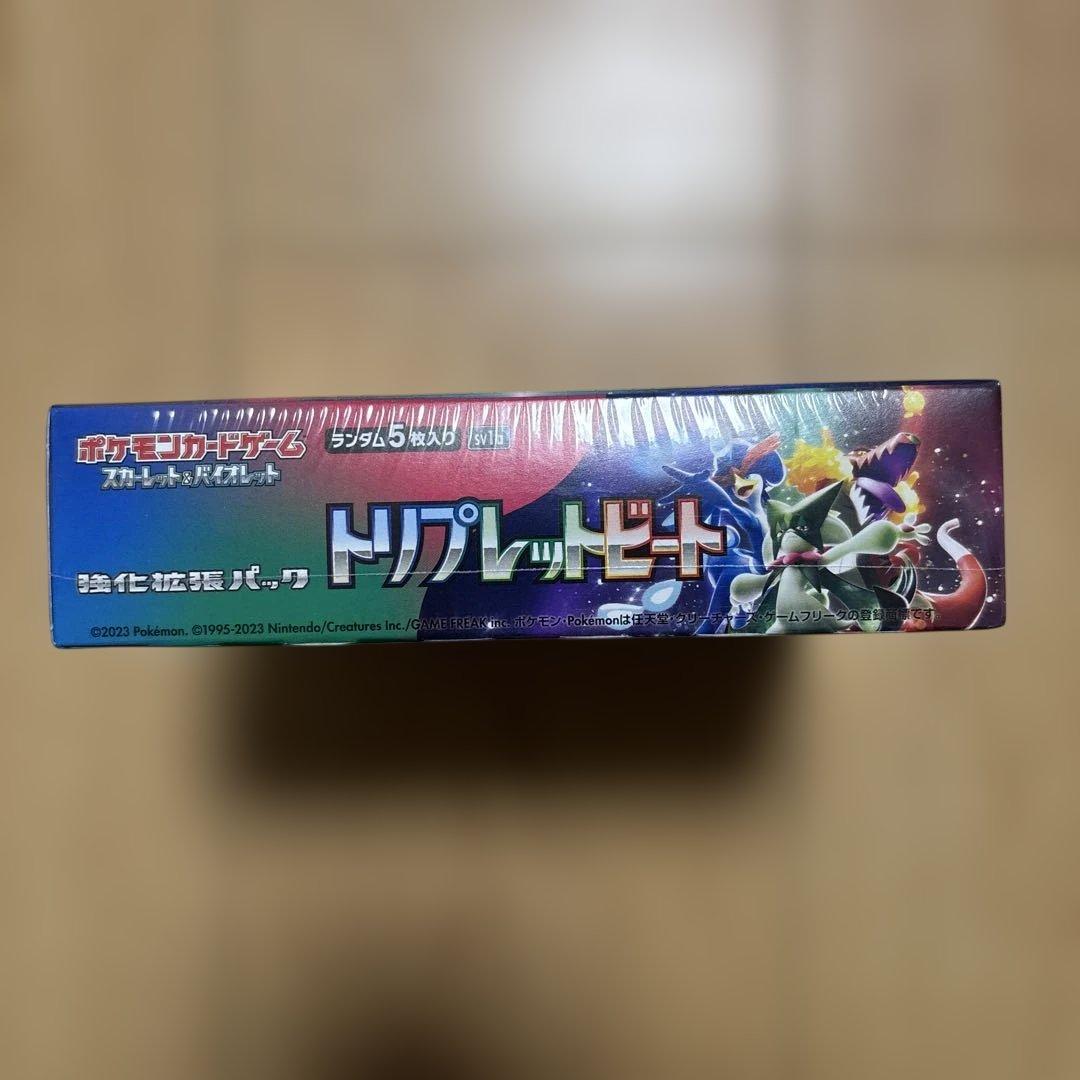 ポケモンカードゲーム
スカーレット&バイオレット
ランダム5枚入り sv1a
トリプレットビート
強化拡張パック
©2023 Pokémon. ©1995-2023 Nintendo/Creatures Inc./GAME FREAK inc. ポケモン・Pokémonは任天堂・クリーチャーズ・ゲームフリークの登録商標です。